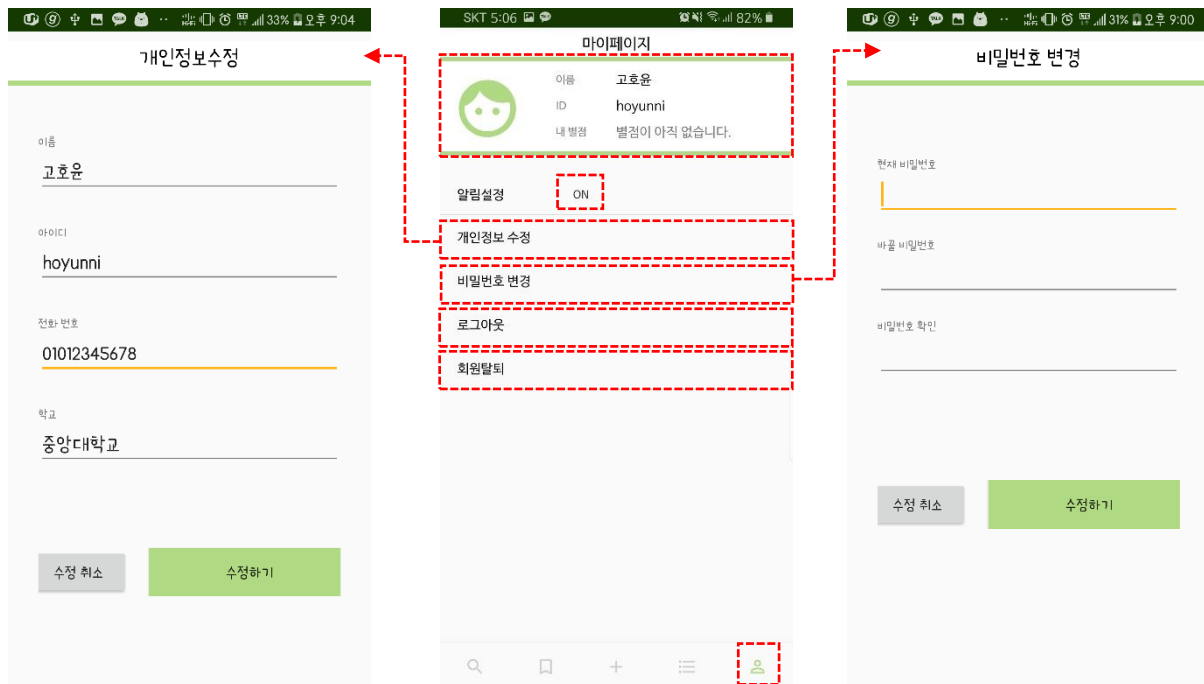 33% 오후 9:04
개인정보수정
이름
고호윤
아이디
hoyunni
전화 번호
01012345678
학교
중앙대학교
수정 취소
수정하기
SKT 5:06
82%
마이페이지
이름 고호윤
ID hoyunni
내 별점 별점이 아직 없습니다.
알림설정 ON
개인정보 수정
비밀번호 변경
로그아웃
회원탈퇴
31% 오후 9:00
비밀번호 변경
현재 비밀번호
바꿀 비밀번호
비밀번호 확인
수정 취소
수정하기